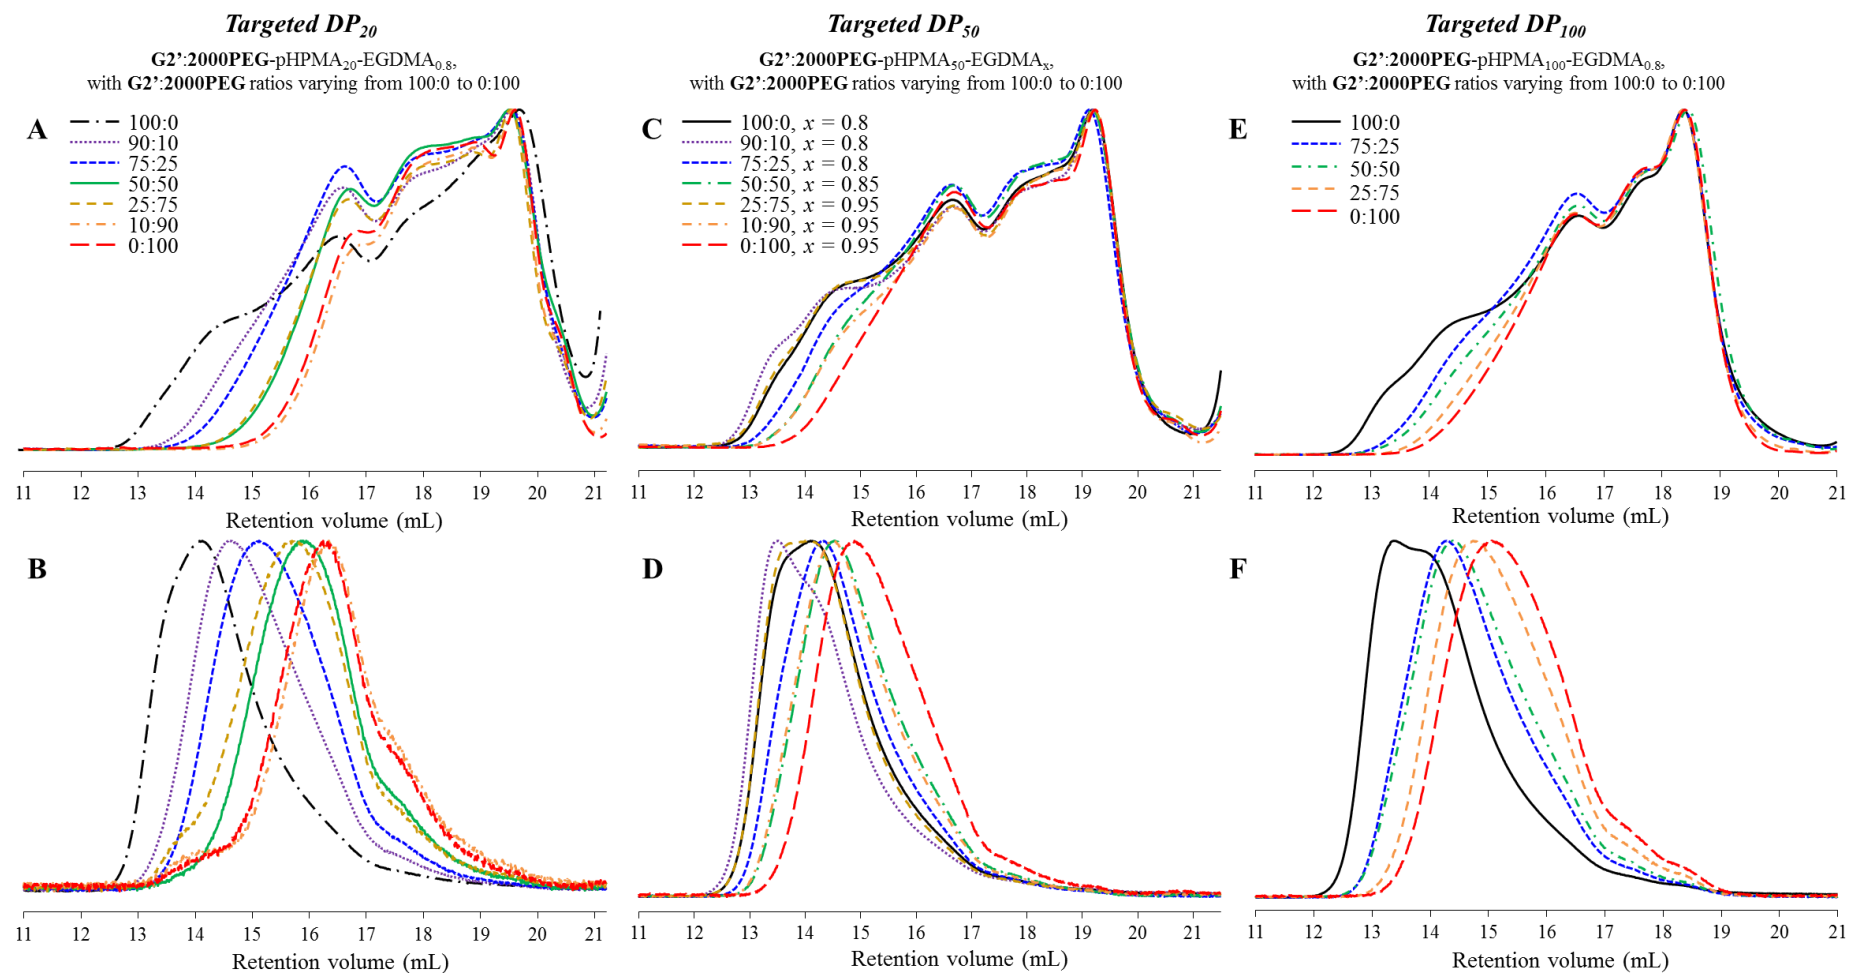 Targeted DP20
G2’:2000PEG-pHPMA20-EGDMA0.8,
with G2’:2000PEG ratios varying from 100:0 to 0:100
A
100:0
90:10
75:25
50:50
25:75
10:90
0:100
11 12 13 14 15 16 17 18 19 20 21
Retention volume (mL)
B
11 12 13 14 15 16 17 18 19 20 21
Retention volume (mL)
Targeted DP50
G2’:2000PEG-pHPMA50-EGDMAx,
with G2’:2000PEG ratios varying from 100:0 to 0:100
C
100:0, x = 0.8
90:10, x = 0.8
75:25, x = 0.8
50:50, x = 0.85
25:75, x = 0.95
10:90, x = 0.95
0:100, x = 0.95
11 12 13 14 15 16 17 18 19 20 21
Retention volume (mL)
D
11 12 13 14 15 16 17 18 19 20 21
Retention volume (mL)
Targeted DP100
G2’:2000PEG-pHPMA100-EGDMA0.8,
with G2’:2000PEG ratios varying from 100:0 to 0:100
E
100:0
75:25
50:50
25:75
0:100
11 12 13 14 15 16 17 18 19 20 21
Retention volume (mL)
F
11 12 13 14 15 16 17 18 19 20 21
Retention volume (mL)